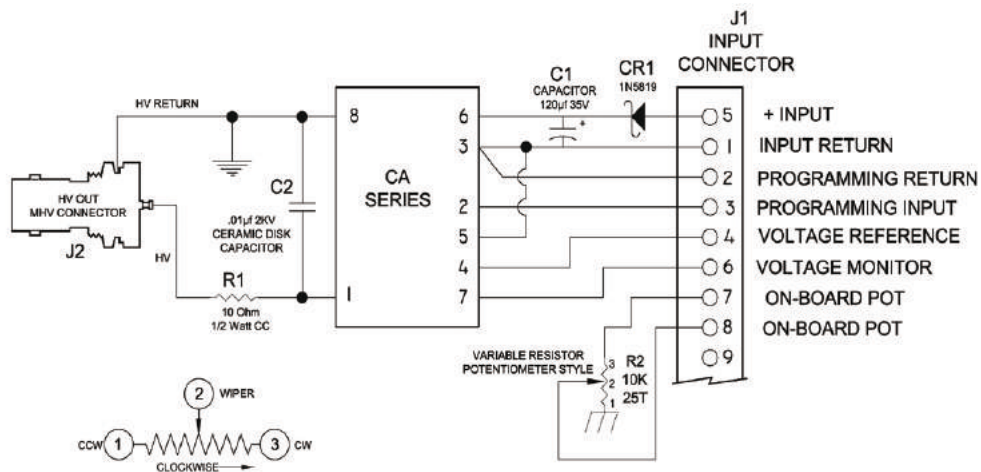 J1
INPUT
CONNECTOR
C1
CAPACITOR
120µf 35V
+
CR1
1N5819
HV RETURN
8
6
5
+ INPUT
3
1
INPUT RETURN
2
PROGRAMMING RETURN
CA
SERIES
C2
2
3
PROGRAMMING INPUT
HV OUT
MHV CONNECTOR
.01µf 2KV
CERAMIC DISK
CAPACITOR
5
4
VOLTAGE REFERENCE
J2
HV
4
6
VOLTAGE MONITOR
R1
1
7
7
ON-BOARD POT
10 Ohm
1/2 Watt CC
8
ON-BOARD POT
VARIABLE RESISTOR
POTENTIOMETER STYLE
3
2
1
R2
10K
25T
9
2
WIPER
CCW
1
3
CW
CLOCKWISE